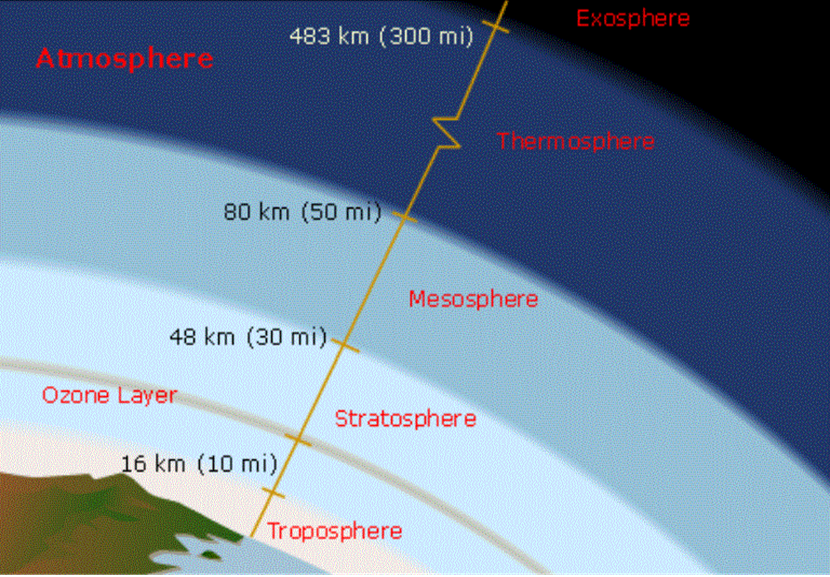 Exosphere
483 km (300 mi)
Atmosphere
Thermosphere
80 km (50 mi)
Mesosphere
48 km (30 mi)
Ozone Layer
Stratosphere
16 km (10 mi)
Troposphere